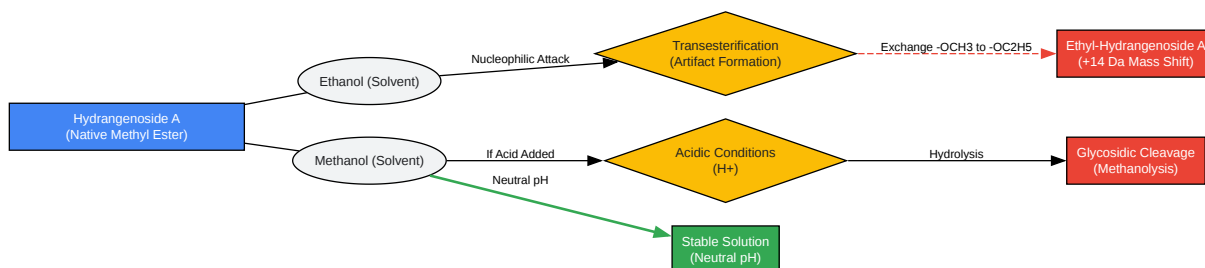 Hydrangenoside A
(Native Methyl Ester)
Ethanol (Solvent)
Nucleophilic Attack
Transesterification
(Artifact Formation)
Exchange -OCH3 to -OC2H5
Ethyl-Hydrangenoside A
(+14 Da Mass Shift)
Methanol (Solvent)
If Acid Added
Acidic Conditions
(H+)
Hydrolysis
Glycosidic Cleavage
(Methanolysis)
Neutral pH
Stable Solution
(Neutral pH)